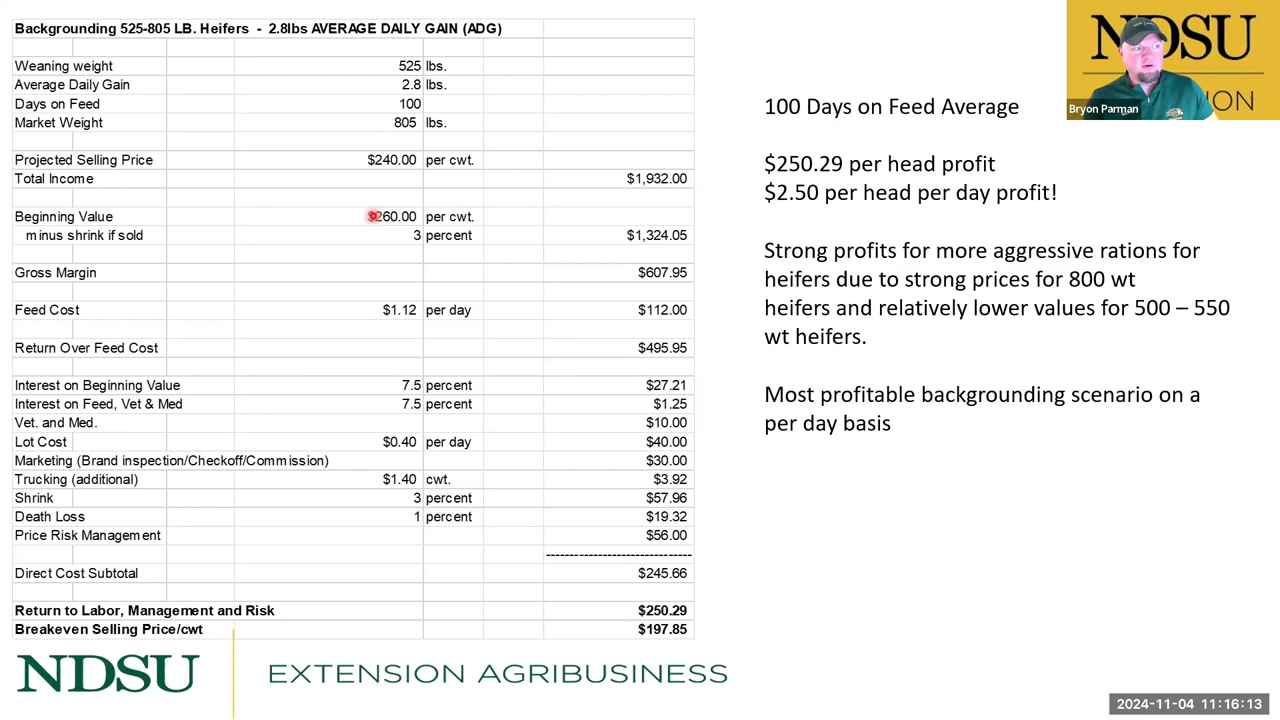 Backgrounding 525-805 LB. Heifers - 2.8lbs AVERAGE DAILY GAIN (ADG)
Weaning weight 525 lbs.
Average Daily Gain 2.8 lbs.
Days on Feed 100
Market Weight 805 lbs.
Projected Selling Price $240.00 per cwt.
Total Income $1,932.00
Beginning Value $260.00 per cwt.
minus shrink if sold 3 percent $1,324.05
Gross Margin $607.95
Feed Cost $1.12 per day $112.00
Return Over Feed Cost $495.95
Interest on Beginning Value 7.5 percent $27.21
Interest on Feed, Vet & Med 7.5 percent $1.25
Vet. and Med. $10.00
Lot Cost $0.40 per day $40.00
Marketing (Brand inspection/Checkoff/Commission) $30.00
Trucking (additional) $1.40 cwt. $3.92
Shrink 3 percent $57.96
Death Loss 1 percent $19.32
Price Risk Management $56.00
-------------------------------
Direct Cost Subtotal $245.66
Return to Labor, Management and Risk $250.29
Breakeven Selling Price/cwt $197.85
100 Days on Feed Average
$250.29 per head profit
$2.50 per head per day profit!
Strong profits for more aggressive rations for
heifers due to strong prices for 800 wt
heifers and relatively lower values for 500 – 550
wt heifers.
Most profitable backgrounding scenario on a
per day basis
NDSU
Bryon Parman
ION
NDSU EXTENSION AGRIBUSINESS
2024-11-04 11:16:13